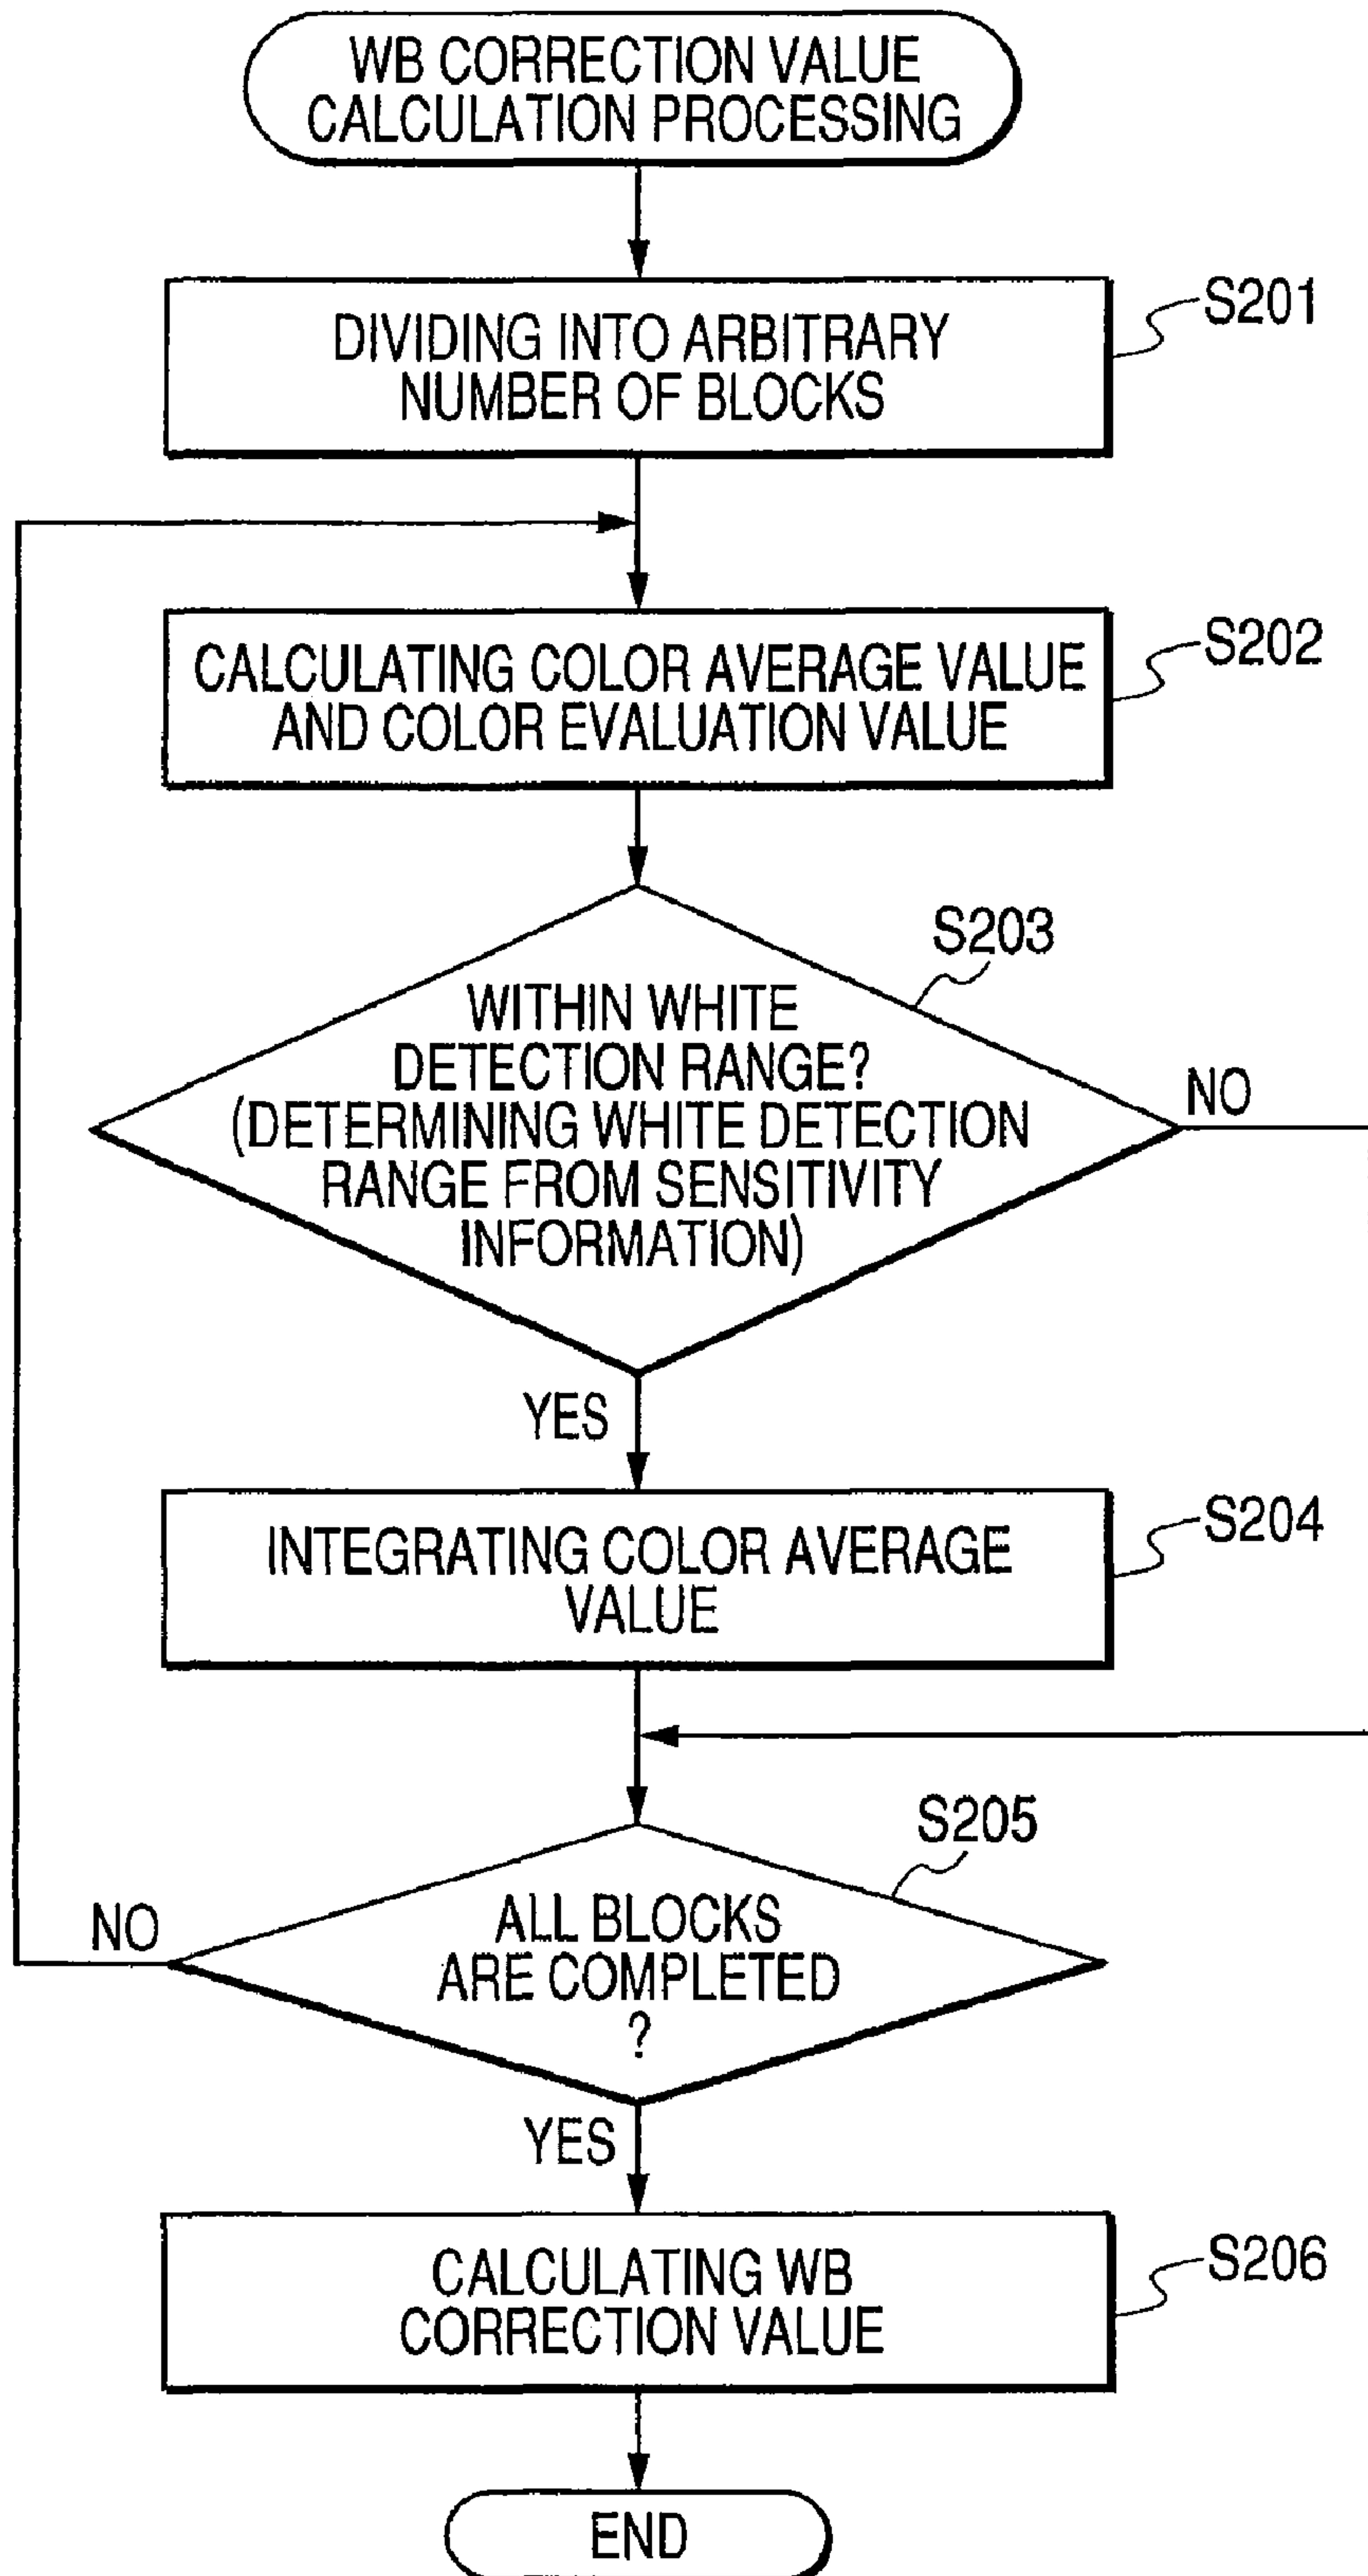 WB CORRECTION VALUE
CALCULATION PROCESSING
S201
DIVIDING INTO ARBITRARY
NUMBER OF BLOCKS
S202
CALCULATING COLOR AVERAGE VALUE
AND COLOR EVALUATION VALUE
S203
WITHIN WHITE
DETECTION RANGE?
(DETERMINING WHITE DETECTION
RANGE FROM SENSITIVITY
INFORMATION)
NO
YES
S204
INTEGRATING COLOR AVERAGE
VALUE
S205
ALL BLOCKS
ARE COMPLETED
?
NO
YES
S206
CALCULATING WB
CORRECTION VALUE
END